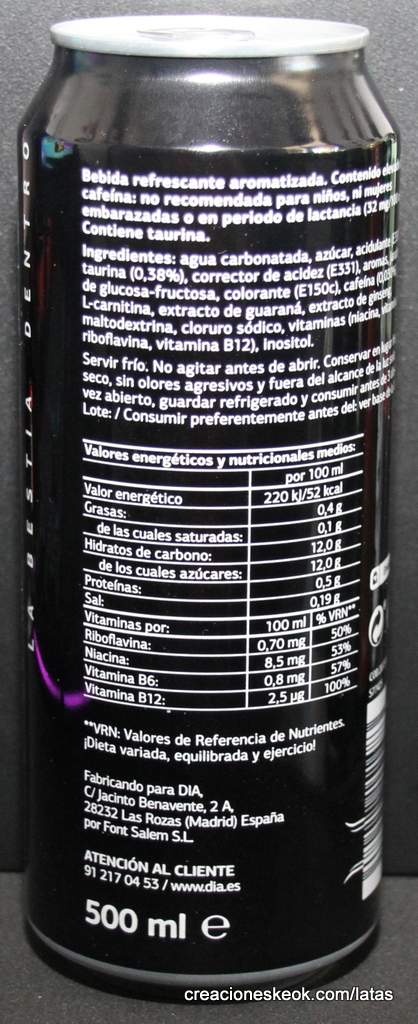 LA BESTIA DENTRO
Bebida refrescante aromatizada. Contenido
cafeína: no recomendada para niños, ni mujeres
embarazadas o en periodo de lactancia (32
Contiene taurina.
Ingredientes: agua carbonatada, azúcar, acidulante
taurina (0,38%), corrector de acidez (E331), aromas,
de glucosa-fructosa, colorante (E150c), cafeína
L-carnitina, extracto de guaraná, extracto de
maltodextrina, cloruro sódico, vitaminas (niacina,
riboflavina, vitamina B12), inositol.
Servir frío. No agitar antes de abrir. Conservar en
seco, sin olores agresivos y fuera del alcance de la
vez abierto, guardar refrigerado y consumir antes de
Lote: / Consumir preferentemente antes del: ver
Valores energéticos y nutricionales medios:
por 100 ml
Valor energético 220 kJ/52 kcal
Grasas: 0,4 g
de las cuales saturadas: 0,1 g
Hidratos de carbono: 12,0 g
de los cuales azúcares: 12,0 g
Proteínas: 0,5 g
Sal: 0,19 g
Vitaminas por: 100 ml % VRN**
Riboflavina: 0,70 mg 50%
Niacina: 8,5 mg 53%
Vitamina B6: 0,8 mg 57%
Vitamina B12: 2,5 µg 100%
**VRN: Valores de Referencia de Nutrientes.
¡Dieta variada, equilibrada y ejercicio!
Fabricando para DIA,
C/ Jacinto Benavente, 2 A,
28232 Las Rozas (Madrid) España
por Font Salem S.L.
ATENCIÓN AL CLIENTE
91 217 04 53 / www.dia.es
500 ml e
creacioneskeok.com/latas